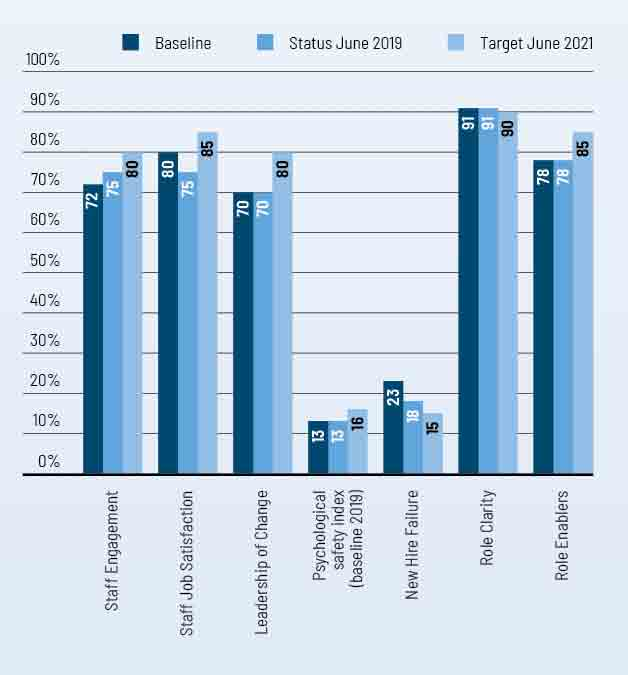 Baseline
Status June 2019
Target June 2021
100%
90%
80%
70%
60%
50%
40%
30%
20%
10%
0%
72
75
80
80
75
85
70
70
80
13
13
16
23
18
15
91
91
90
78
78
85
Staff Engagement
Staff Job Satisfaction
Leadership of Change
Psychological
safety index
(baseline 2019)
New Hire Failure
Role Clarity
Role Enablers